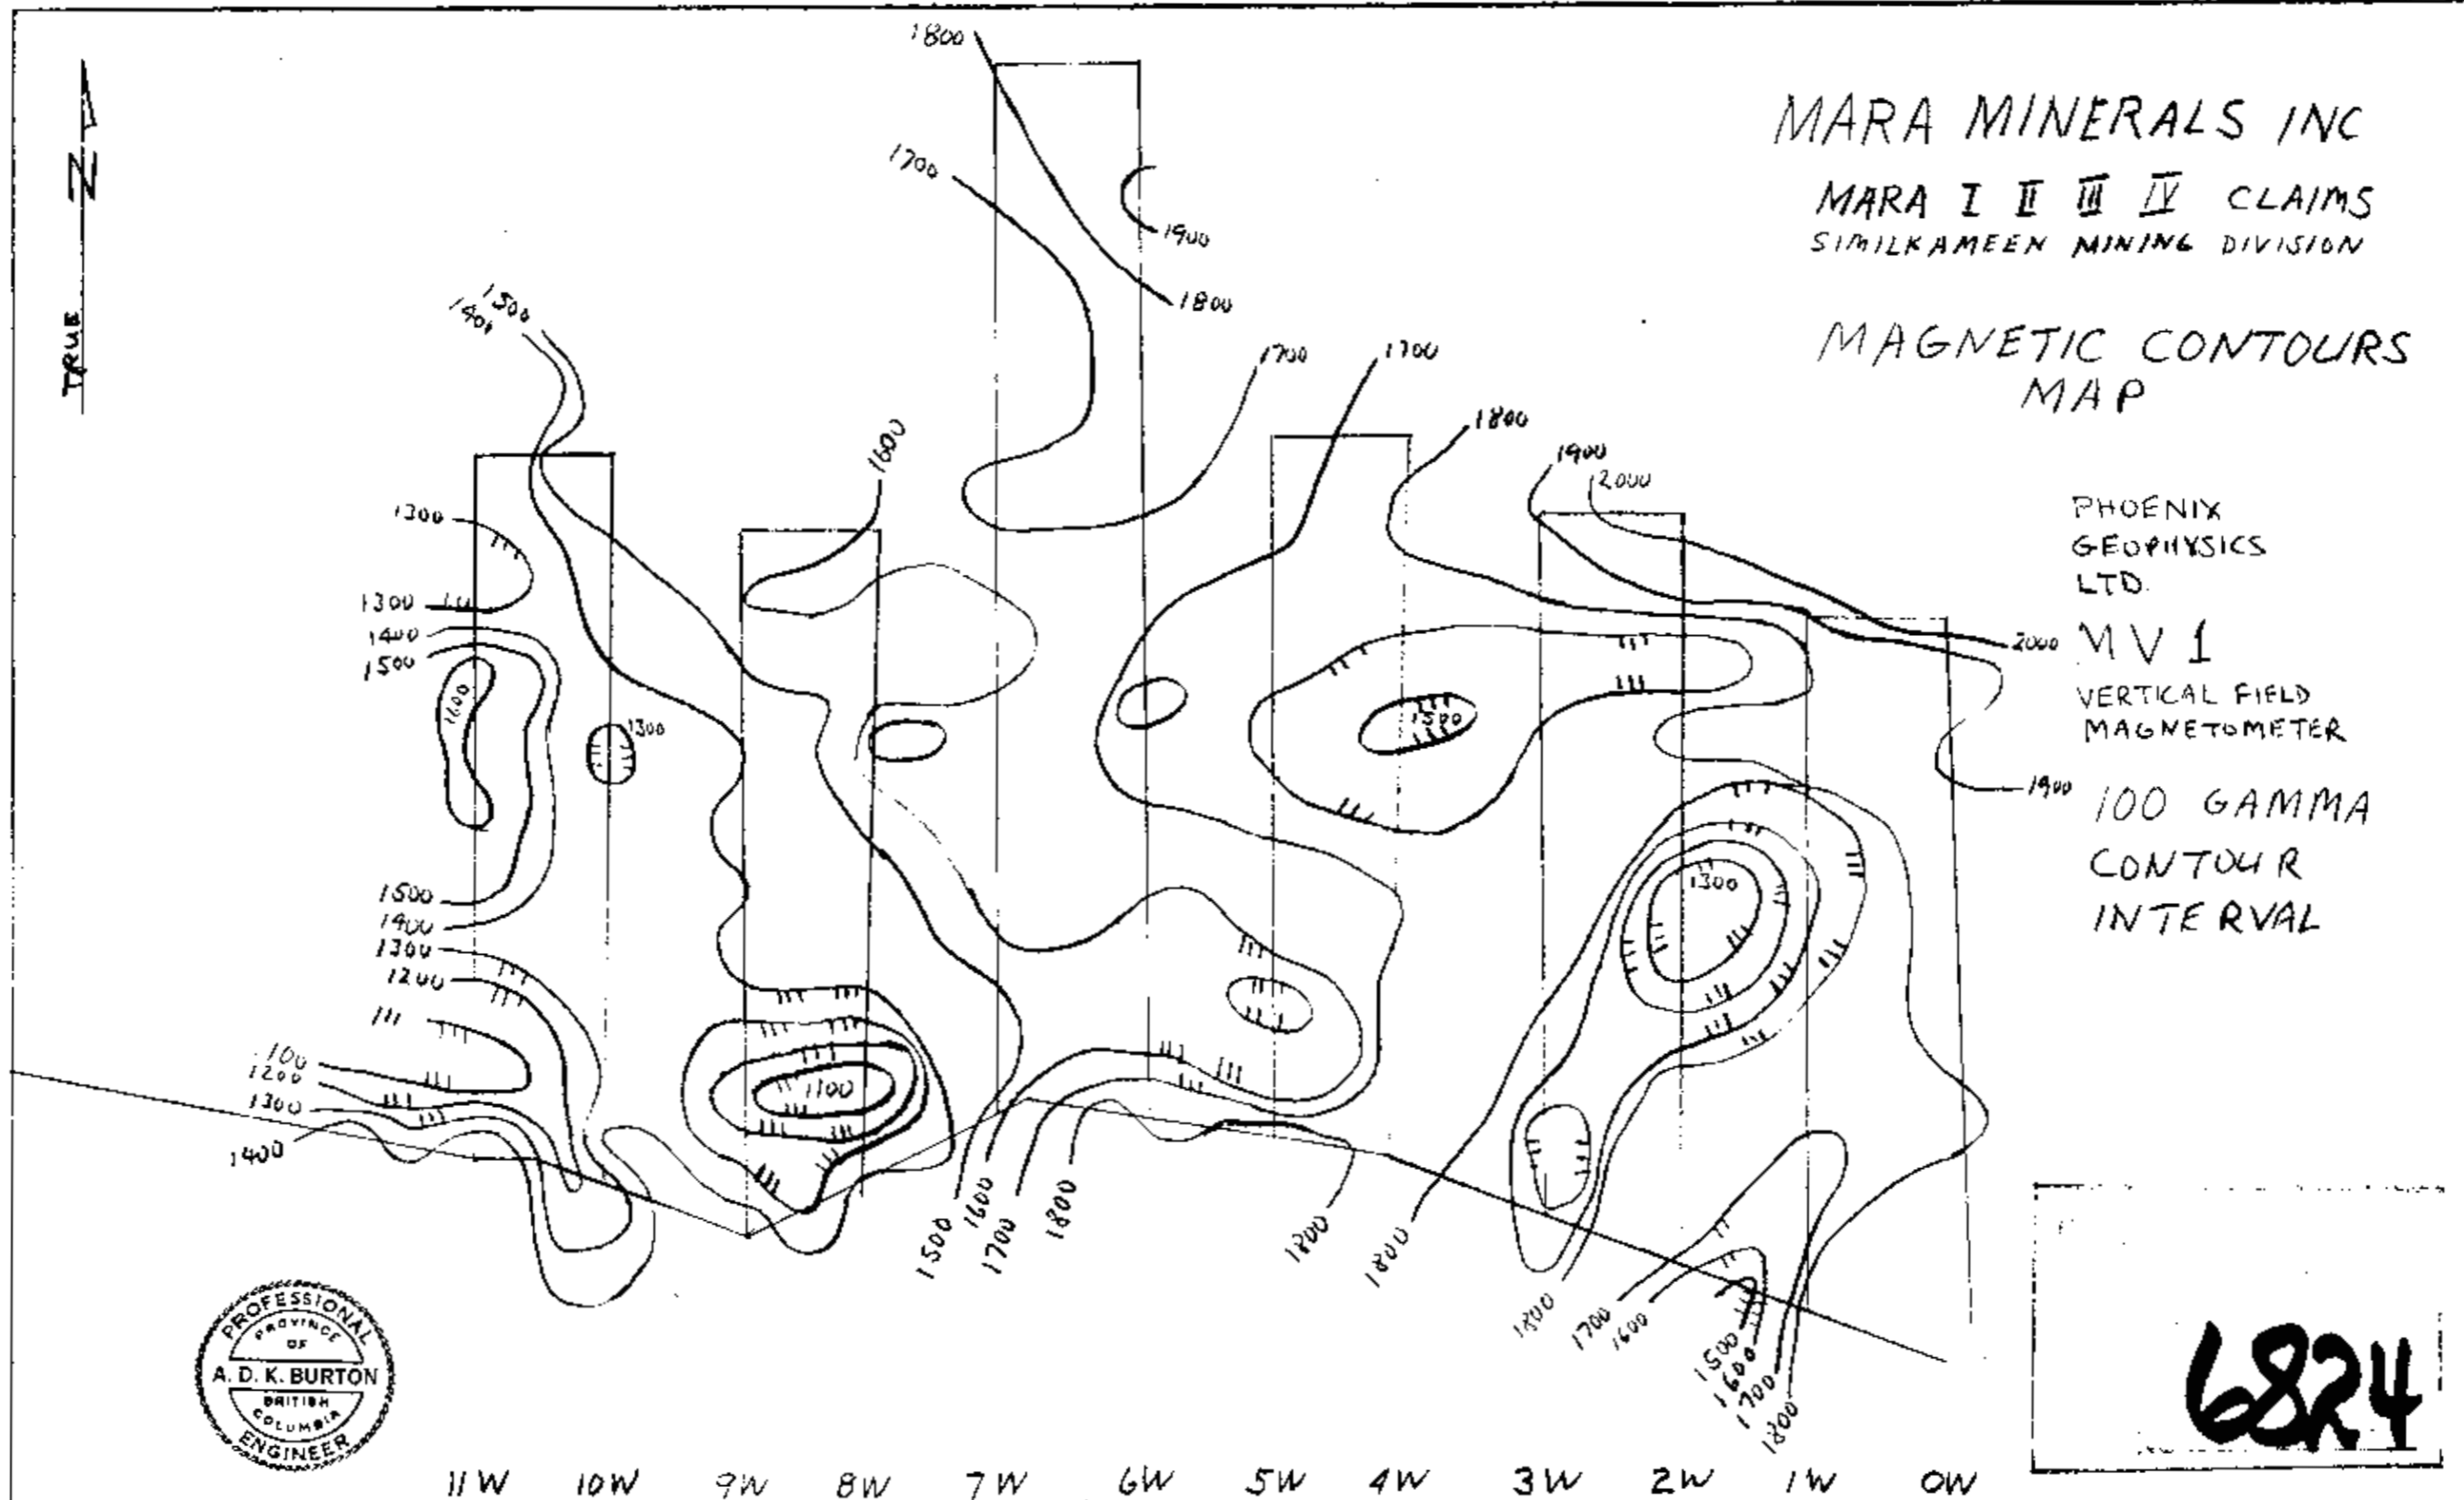 MARA MINERALS INC
MARA I II III IV CLAIMS
SIMILKAMEEN MINING DIVISION
MAGNETIC CONTOURS
MAP
PHOENIX
GEOPHYSICS
LTD.
MV 1
VERTICAL FIELD
MAGNETOMETER
100 GAMMA
CONTOUR
INTERVAL
TRUE N
1800
1700
1900
1800
1500
1400
1700
1700
1800
1600
1900
2000
1300
1300
1400
1500
1600
1300
1500
2000
1900
1300
1500
1400
1300
1200
100
1200
1300
1400
1100
1500
1600
1700
1800
1800
1800
1800
1700
1600
1500
1600
1700
1800
PROFESSIONAL
PROVINCE
OF
A. D. K. BURTON
BRITISH
COLUMBIA
ENGINEER
6824
11W 10W 9W 8W 7W 6W 5W 4W 3W 2W 1W 0W